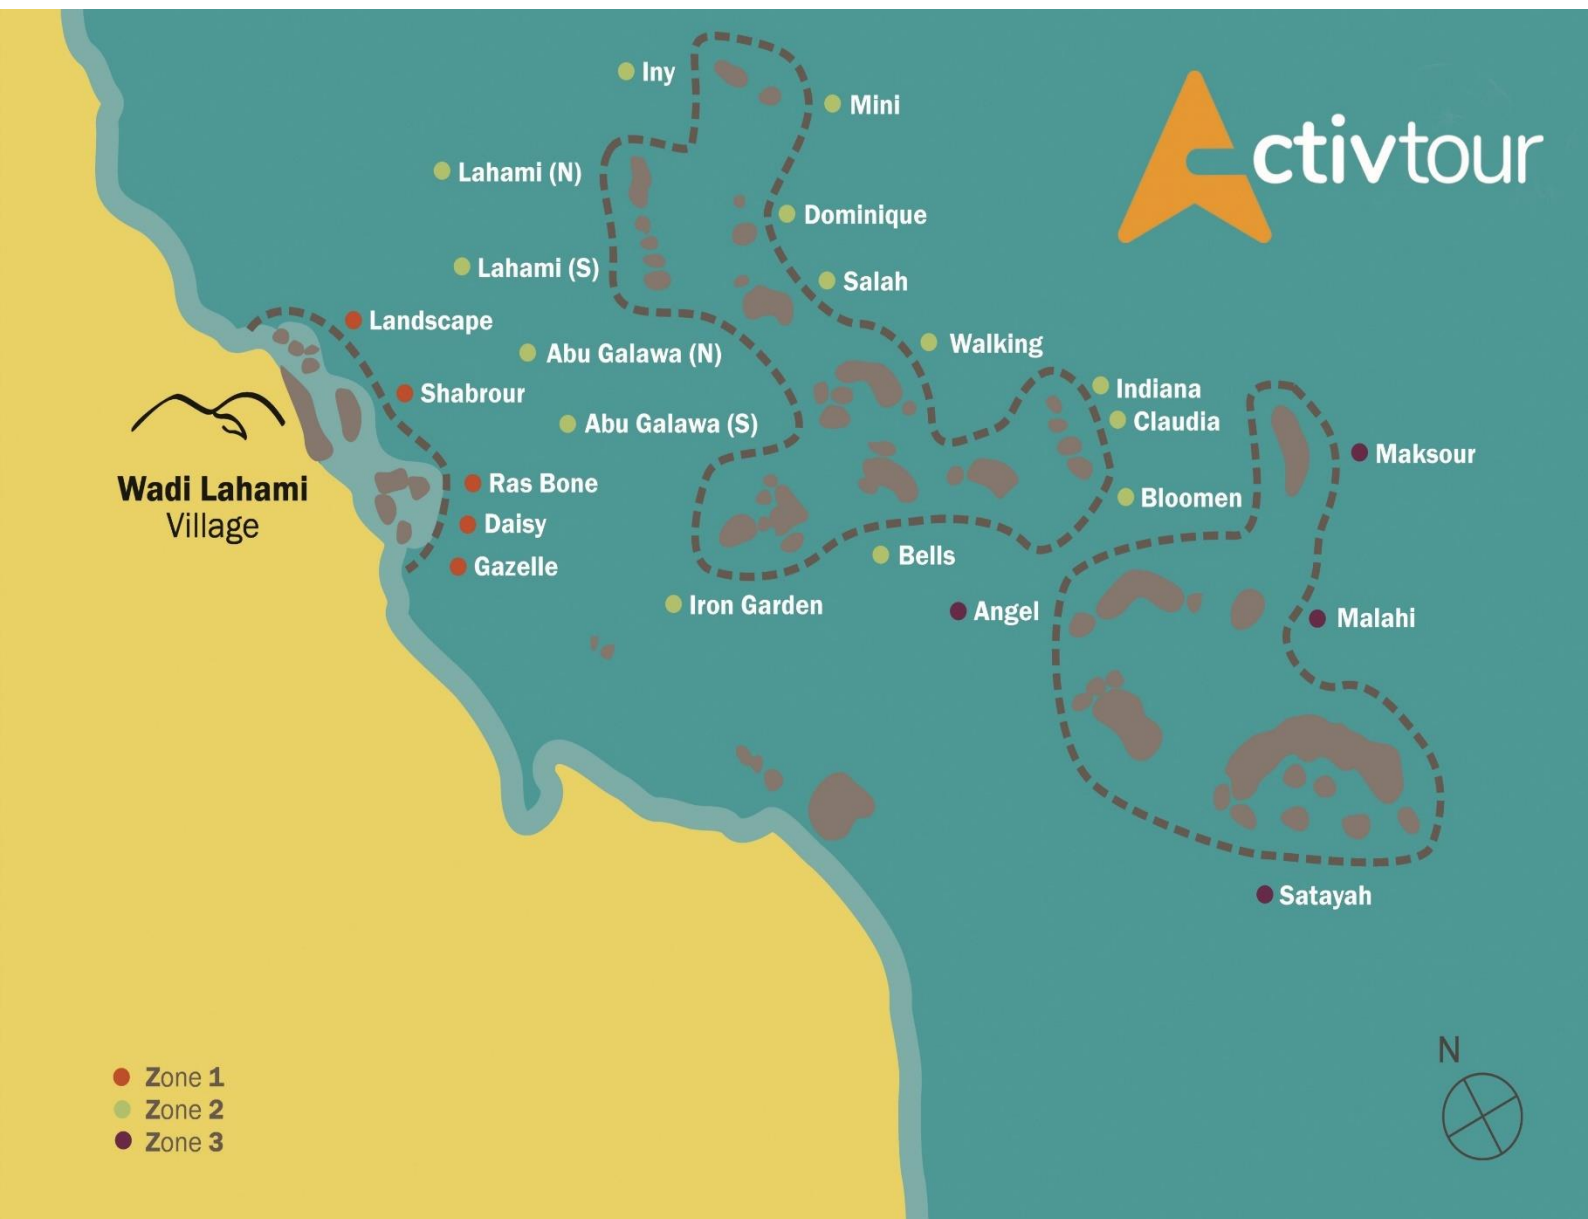 Iny
Mini
Activtour
Lahami (N)
Dominique
Lahami (S)
Salah
Landscape
Walking
Abu Galawa (N)
Indiana
Shabrour
Claudia
Abu Galawa (S)
Maksour
Wadi Lahami
Village
Ras Bone
Bloomen
Daisy
Bells
Gazelle
Iron Garden
Angel
Malahi
Satayah
N
Zone 1
Zone 2
Zone 3